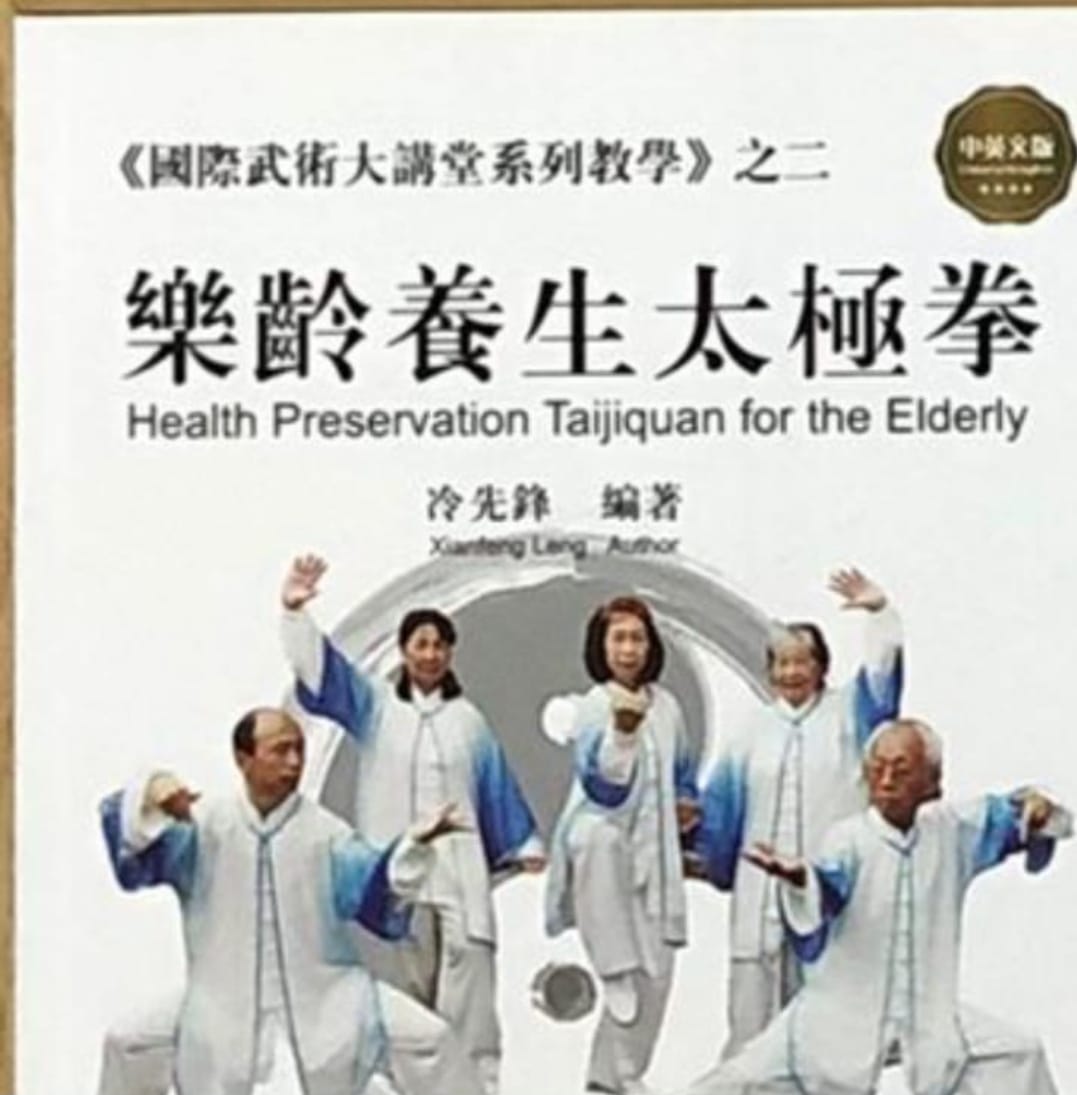 《國際武術大講堂系列教學》之二
中英文版
樂齡養生太極拳
Health Preservation Taijiquan for the Elderly
冷先鋒 編著
Xianfeng Leng Author